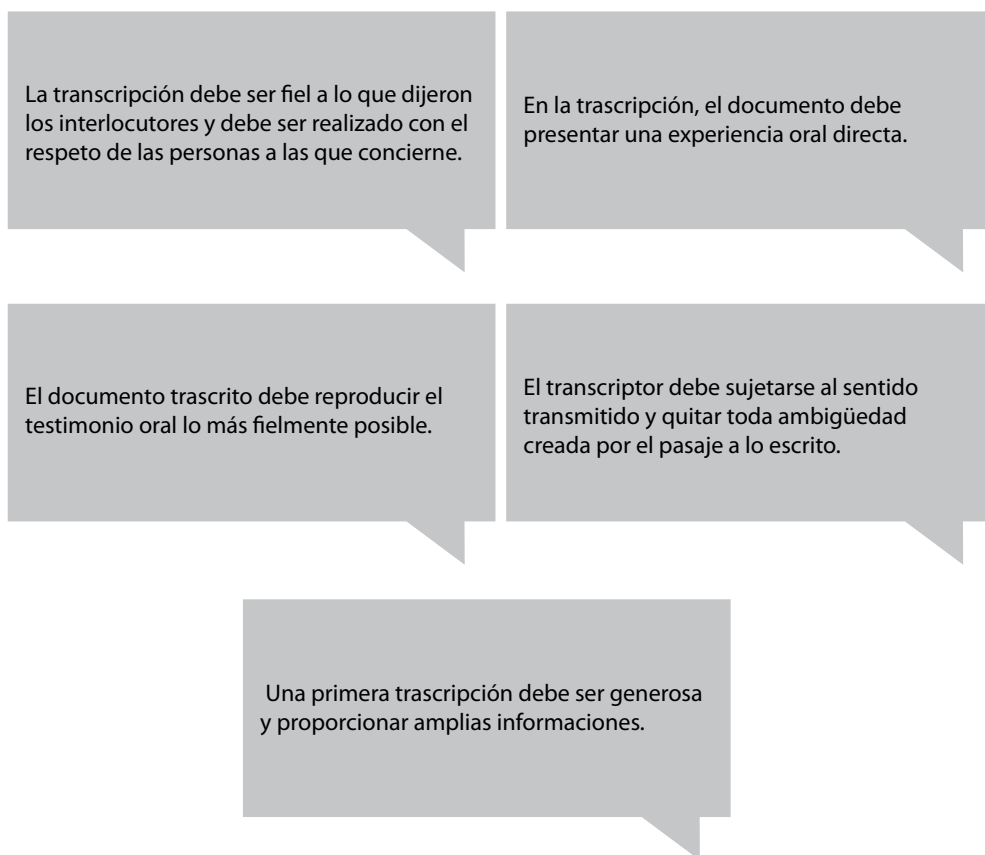 La transcripción debe ser fiel a lo que dijeron
los interlocutores y debe ser realizado con el
respeto de las personas a las que concierne.
En la trascripción, el documento debe
presentar una experiencia oral directa.
El documento trascrito debe reproducir el
testimonio oral lo más fielmente posible.
El transcriptor debe sujetarse al sentido
transmitido y quitar toda ambigüedad
creada por el pasaje a lo escrito.
Una primera trascripción debe ser generosa
y proporcionar amplias informaciones.